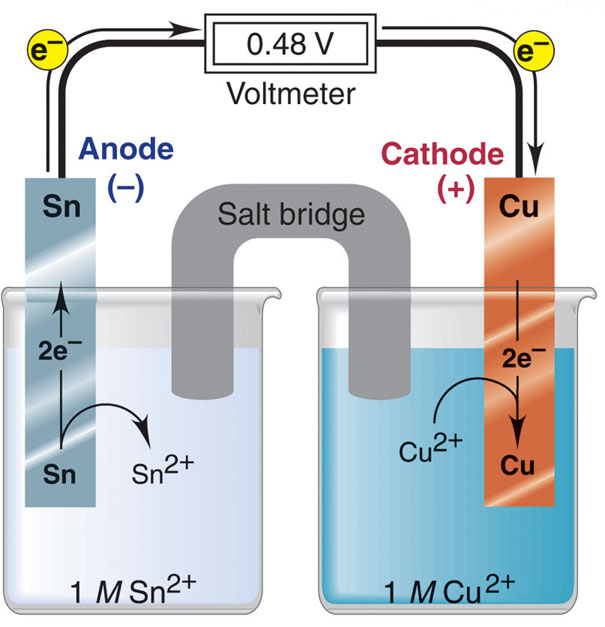 e⁻
0.48 V
e⁻
Voltmeter
Anode
(–)
Cathode
(+)
Sn
Salt bridge
Cu
2e⁻
2e⁻
Sn
Sn²⁺
Cu²⁺
Cu
1 M Sn²⁺
1 M Cu²⁺